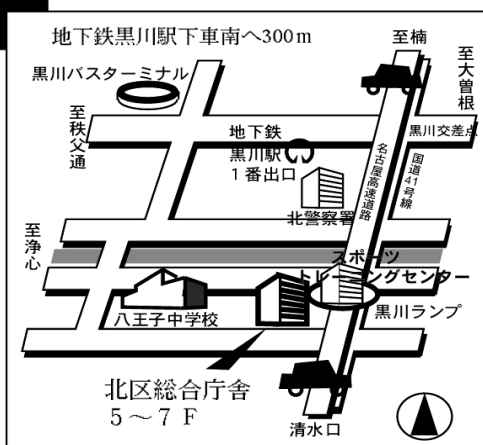 地下鉄黒川駅下車南へ300m
至楠
至大曽根
黒川バスターミナル
至秩父通
地下鉄
黒川駅
1番出口
黒川交差点
名古屋高速道路
国道41号線
北警察署
至浄心
スポーツ
トレーニングセンター
八王子中学校
黒川ランプ
北区総合庁舎
5～7F
清水口